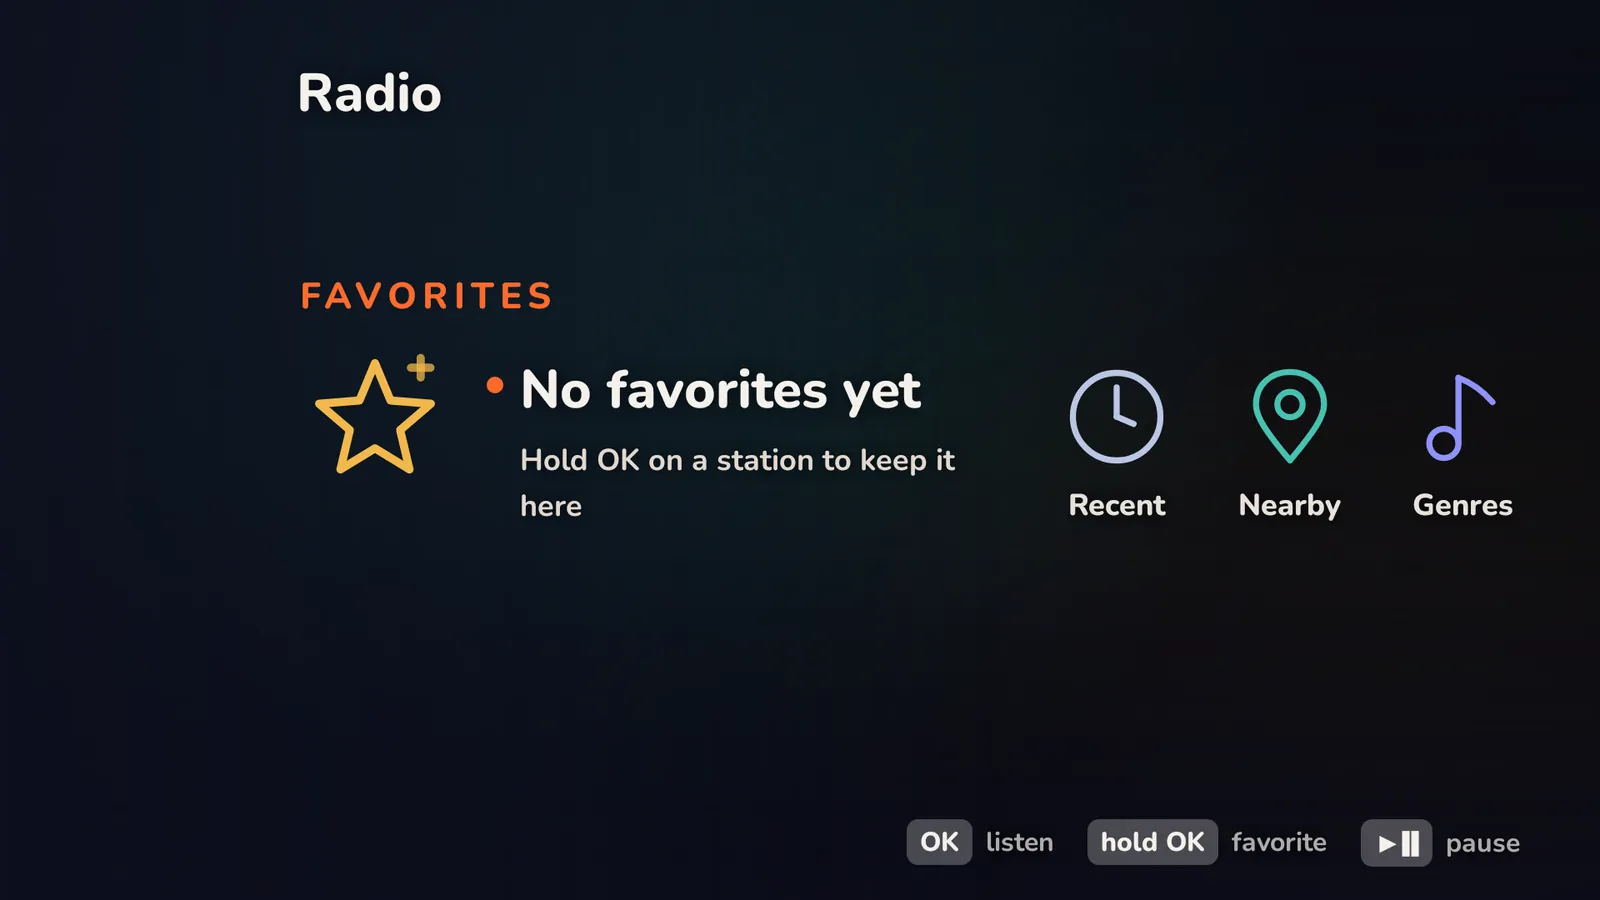 Radio
FAVORITES
No favorites yet
Hold OK on a station to keep it
here
Recent
Nearby
Genres
OK listen
hold OK favorite
pause